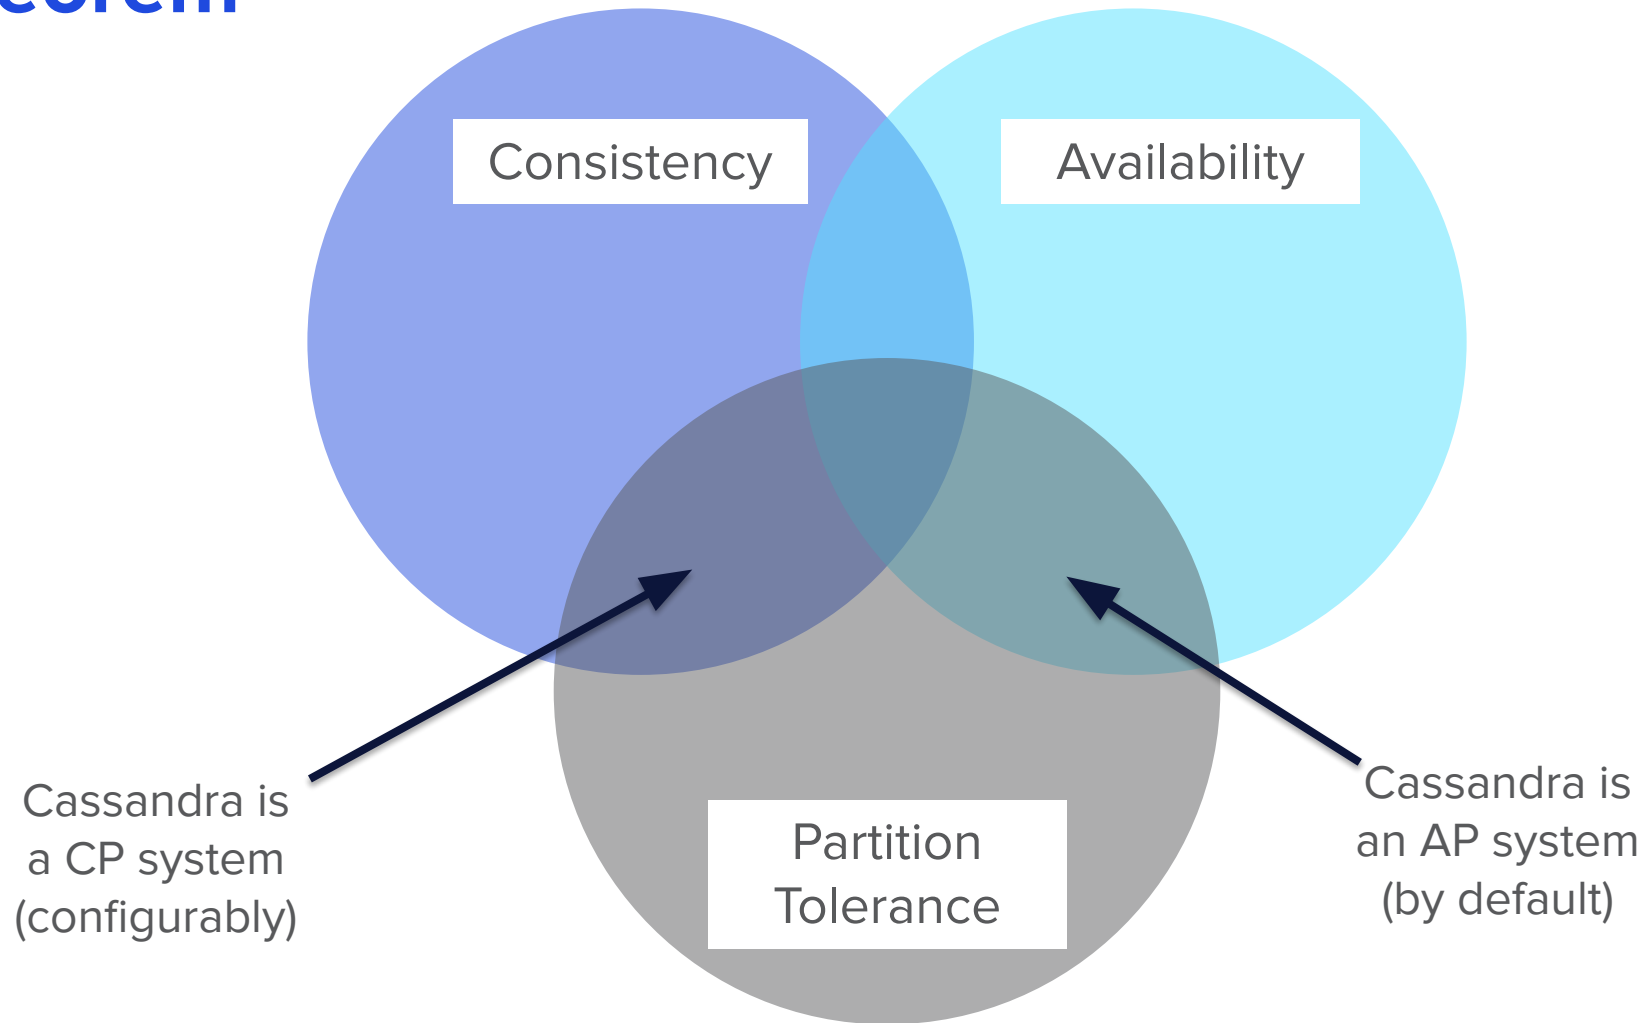 Consistency
Availability
Cassandra is
a CP system
(configurably)
Partition
Tolerance
Cassandra is
an AP system
(by default)